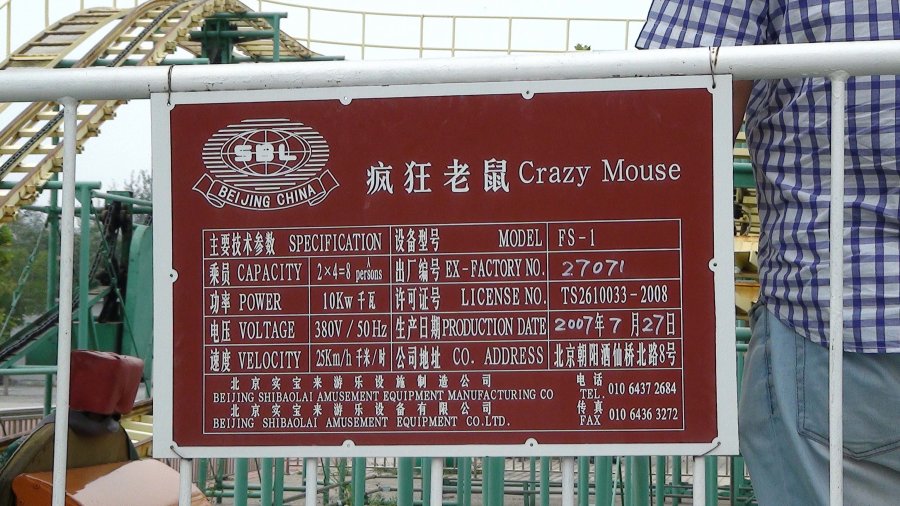 SBL
BEIJING CHINA
疯狂老鼠 Crazy Mouse
主要技术参数 SPECIFICATION 设备型号 MODEL FS-1
乘员 CAPACITY 2×4=8 人 persons 出厂编号 EX-FACTORY NO. 27071
功率 POWER 10Kw 千瓦 许可证号 LICENSE NO. TS2610033-2008
电压 VOLTAGE 380V/50Hz 生产日期 PRODUCTION DATE 2007年7月27日
速度 VELOCITY 25Km/h 千米/时 公司地址 CO. ADDRESS 北京朝阳酒仙桥北路8号
北京实宝来游乐设施制造公司 电话
BEIJING SHIBAOLAI AMUSEMENT EQUIPMENT MANUFACTURING CO TEL. 010 6437 2684
北京实宝来游乐设备有限公司 传真
BEIJING SHIBAOLAI AMUSEMENT EQUIPMENT CO.LTD. FAX 010 6436 3272